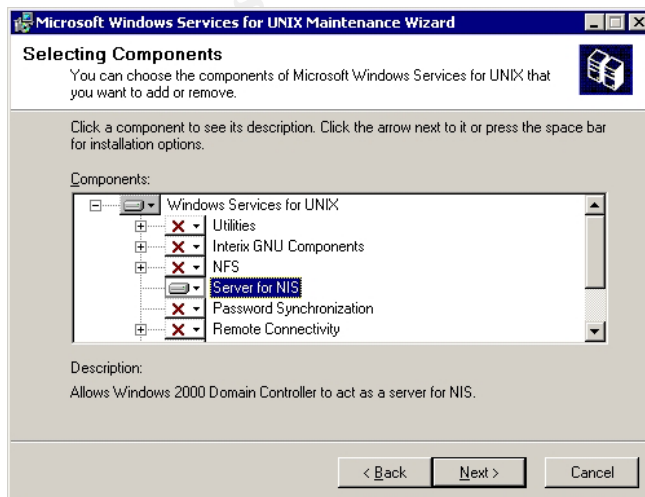 Microsoft Windows Services for UNIX Maintenance Wizard
Selecting Components
You can choose the components of Microsoft Windows Services for UNIX that
you want to add or remove.
Click a component to see its description. Click the arrow next to it or press the space bar
for installation options.
Components:
Windows Services for UNIX
Utilities
Interix GNU Components
NFS
Server for NIS
Password Synchronization
Remote Connectivity
Description:
Allows Windows 2000 Domain Controller to act as a server for NIS.
< Back Next > Cancel